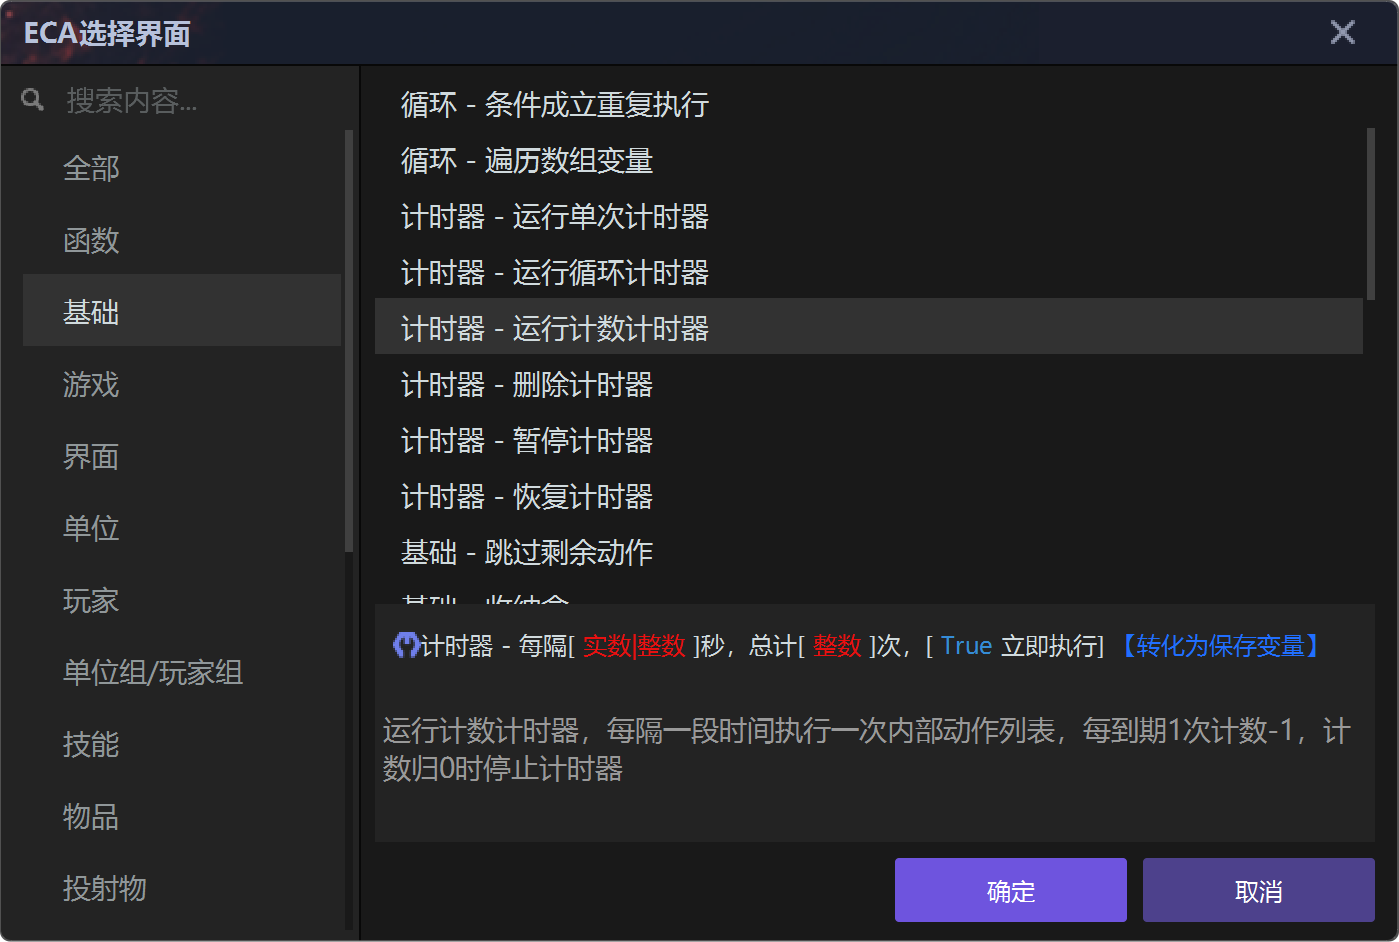 ECA选择界面
搜索内容...
全部
函数
基础
游戏
界面
单位
玩家
单位组/玩家组
技能
物品
投射物
循环 - 条件成立重复执行
循环 - 遍历数组变量
计时器 - 运行单次计时器
计时器 - 运行循环计时器
计时器 - 运行计数计时器
计时器 - 删除计时器
计时器 - 暂停计时器
计时器 - 恢复计时器
基础 - 跳过剩余动作
基础 - 收纳盒
计时器 - 每隔[ 实数|整数 ]秒，总计[ 整数 ]次，[ True 立即执行] 【转化为保存变量】
运行计数计时器，每隔一段时间执行一次内部动作列表，每到期1次计数-1，计
数归0时停止计时器
确定
取消